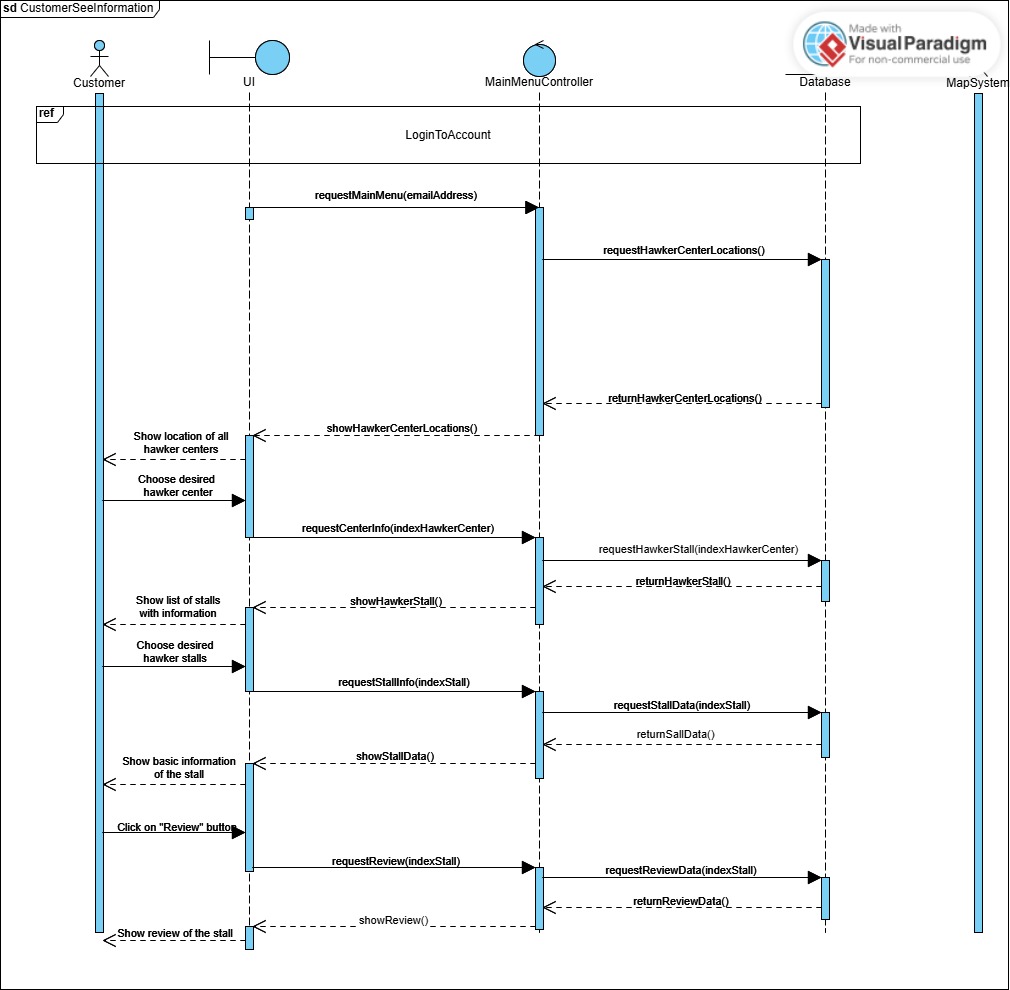 sd CustomerSeeInformation
Made with
Visual Paradigm
For non-commercial use
Customer
UI
MainMenuController
Database
MapSystem
ref
LoginToAccount
requestMainMenu(emailAddress)
requestHawkerCenterLocations()
returnHawkerCenterLocations()
showHawkerCenterLocations()
Show location of all
hawker centers
Choose desired
hawker center
requestCenterInfo(indexHawkerCenter)
requestHawkerStall(indexHawkerCenter)
returnHawkerStall()
showHawkerStall()
Show list of stalls
with information
Choose desired
hawker stalls
requestStallInfo(indexStall)
requestStallData(indexStall)
returnSallData()
showStallData()
Show basic information
of the stall
Click on "Review" button
requestReview(indexStall)
requestReviewData(indexStall)
returnReviewData()
showReview()
Show review of the stall